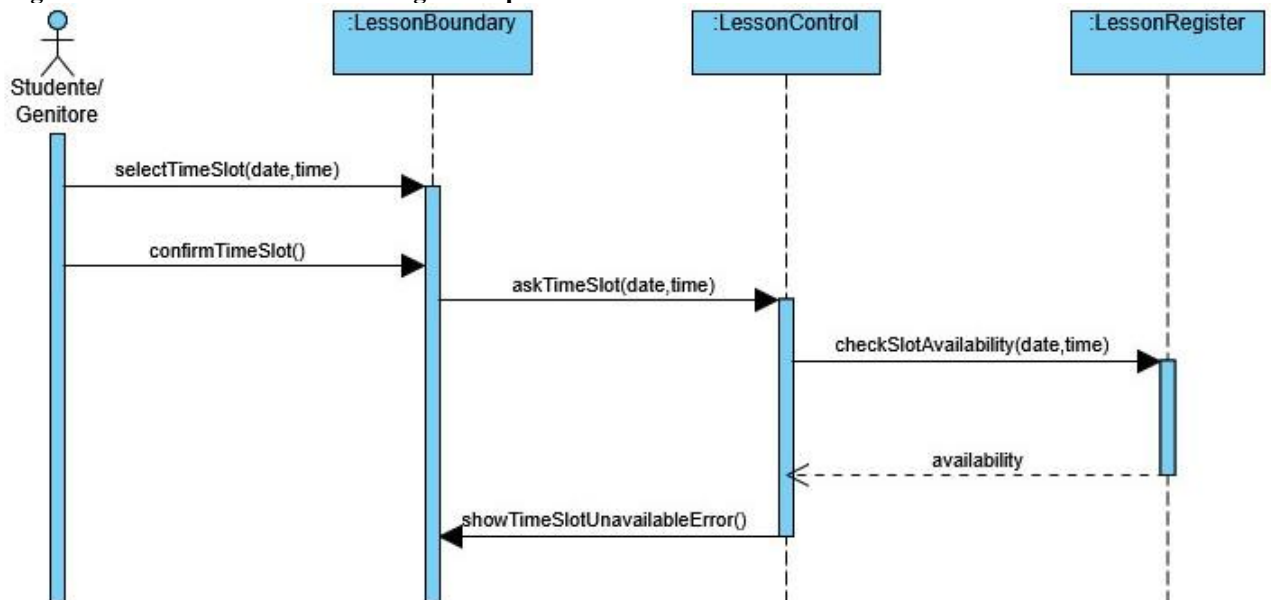 :LessonBoundary
:LessonControl
:LessonRegister
Studente/
Genitore
selectTimeSlot(date,time)
confirmTimeSlot()
askTimeSlot(date,time)
checkSlotAvailability(date,time)
availability
showTimeSlotUnavailableError()